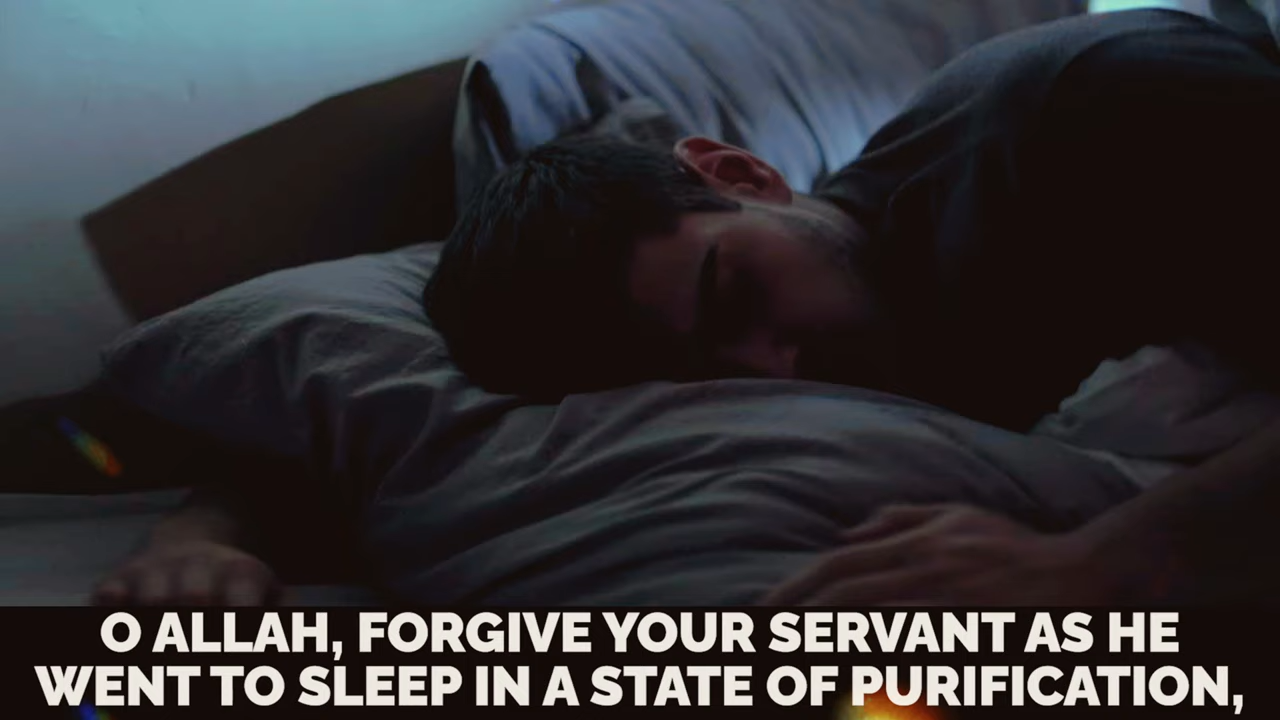 O ALLAH, FORGIVE YOUR SERVANT AS HE
WENT TO SLEEP IN A STATE OF PURIFICATION,